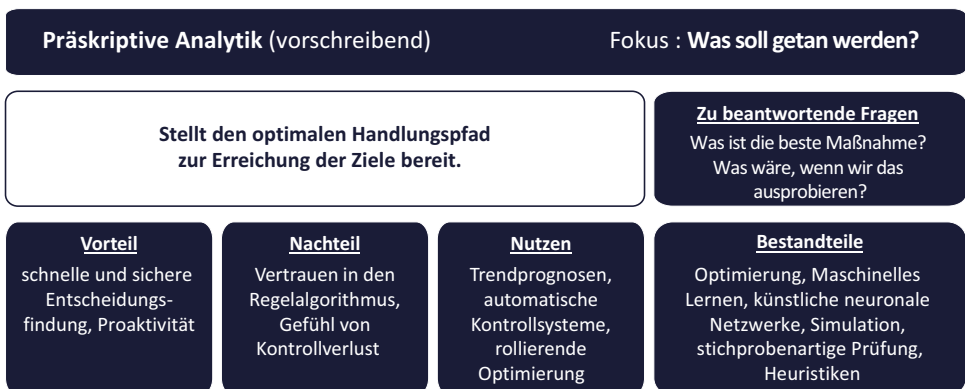 Präskriptive Analytik (vorschreibend)
Fokus : Was soll getan werden?
Stellt den optimalen Handlungspfad
zur Erreichung der Ziele bereit.
Zu beantwortende Fragen
Was ist die beste Maßnahme?
Was wäre, wenn wir das
ausprobieren?
Vorteil
schnelle und sichere
Entscheidungs-
findung, Proaktivität
Nachteil
Vertrauen in den
Regelalgorithmus,
Gefühl von
Kontrollverlust
Nutzen
Trendprognosen,
automatische
Kontrollsysteme,
rollierende
Optimierung
Bestandteile
Optimierung, Maschinelles
Lernen, künstliche neuronale
Netzwerke, Simulation,
stichprobenartige Prüfung,
Heuristiken